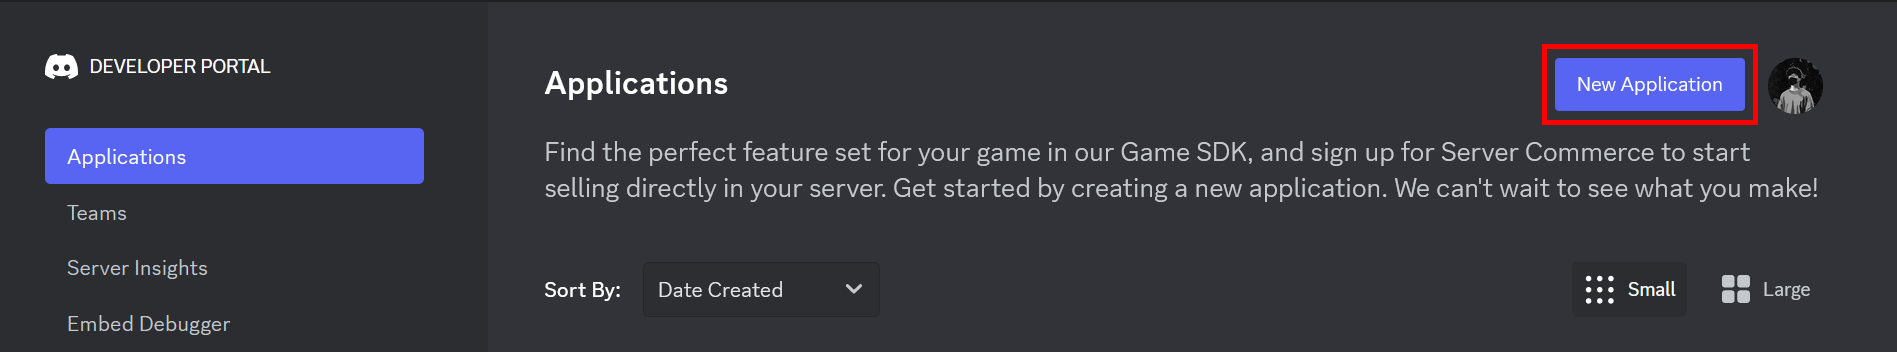 DEVELOPER PORTAL
Applications
Teams
Server Insights
Embed Debugger
Applications
New Application
Find the perfect feature set for your game in our Game SDK, and sign up for Server Commerce to start
selling directly in your server. Get started by creating a new application. We can't wait to see what you make!
Sort By: Date Created
Small Large